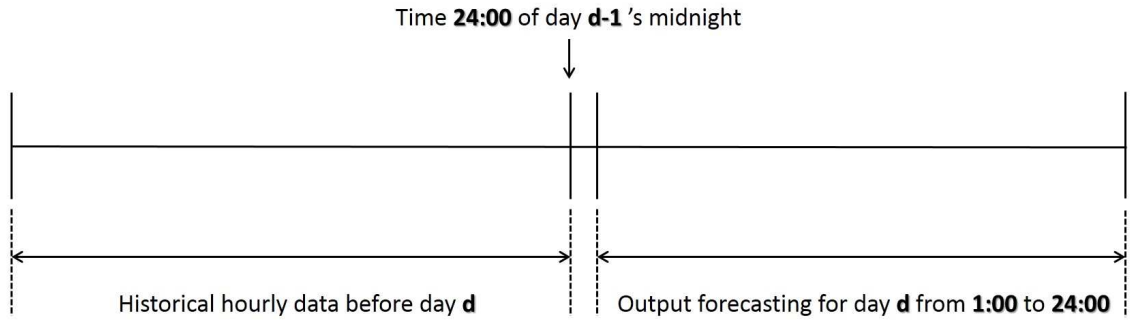 Time 24:00 of day d-1 ’s midnight
Historical hourly data before day d
Output forecasting for day d from 1:00 to 24:00